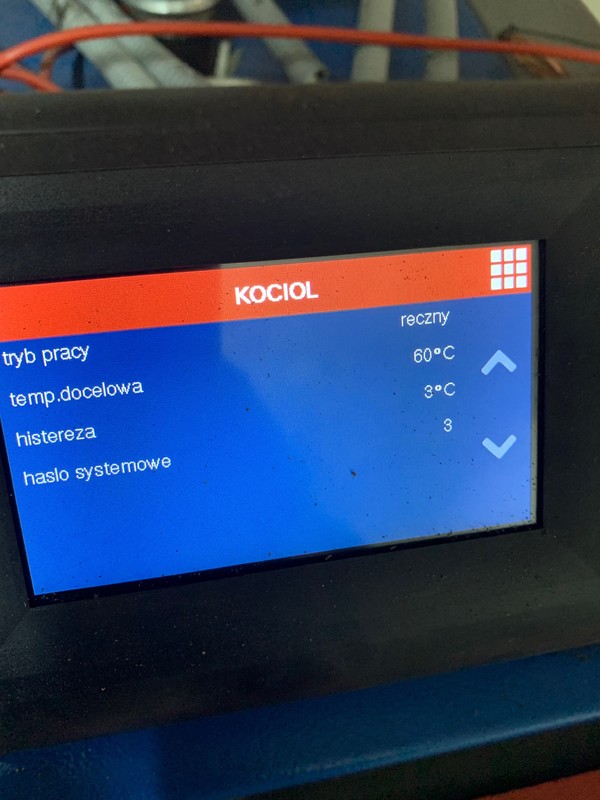 KOCIOL
tryb pracy reczny
temp.docelowa 60°C
histereza 3°C
haslo systemowe 3